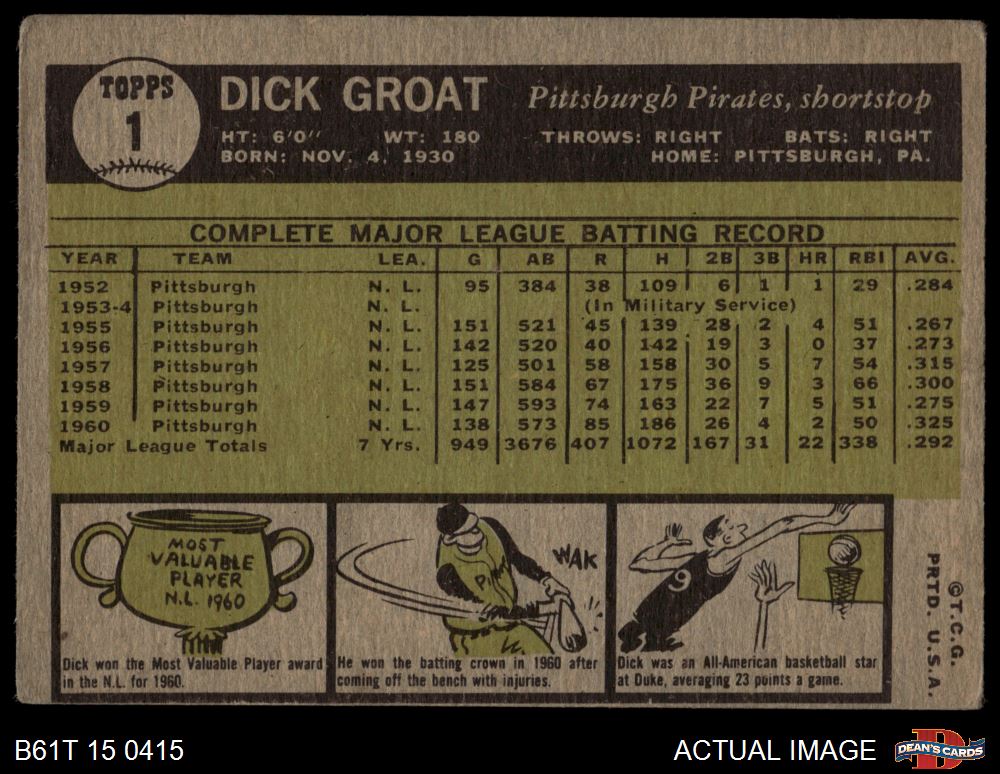 TOPPS
1
DICK GROAT Pittsburgh Pirates, shortstop
HT: 6'0" WT: 180 THROWS: RIGHT BATS: RIGHT
BORN: NOV. 4, 1930 HOME: PITTSBURGH, PA.
COMPLETE MAJOR LEAGUE BATTING RECORD
YEAR TEAM LEA. G AB R H 2B 3B HR RBI AVG.
1952 Pittsburgh N. L. 95 384 38 109 6 1 1 29 .284
1953-4 Pittsburgh N. L. (In Military Service)
1955 Pittsburgh N. L. 151 521 45 139 28 2 4 51 .267
1956 Pittsburgh N. L. 142 520 40 142 19 3 0 37 .273
1957 Pittsburgh N. L. 125 501 58 158 30 5 7 54 .315
1958 Pittsburgh N. L. 151 584 67 175 36 9 3 66 .300
1959 Pittsburgh N. L. 147 593 74 163 22 7 5 51 .275
1960 Pittsburgh N. L. 138 573 85 186 26 4 2 50 .325
Major League Totals 7 Yrs. 949 3676 407 1072 167 31 22 338 .292
MOST
VALUABLE
PLAYER
N.L. 1960
Dick won the Most Valuable Player award
in the N.L. for 1960.
WAK
He won the batting crown in 1960 after
coming off the bench with injuries.
9
Dick was an All-American basketball star
at Duke, averaging 23 points a game.
©T.C.G.
PRTD. U.S.A.
B61T 15 0415
ACTUAL IMAGE
DEAN'S CARDS